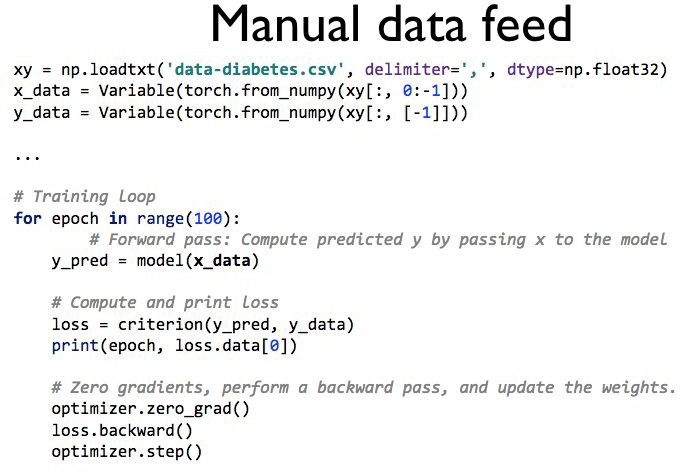 Manual data feed
xy = np.loadtxt('data-diabetes.csv', delimiter=',', dtype=np.float32)
x_data = Variable(torch.from_numpy(xy[:, 0:-1]))
y_data = Variable(torch.from_numpy(xy[:, [-1]]))
...
# Training loop
for epoch in range(100):
# Forward pass: Compute predicted y by passing x to the model
y_pred = model(x_data)
# Compute and print loss
loss = criterion(y_pred, y_data)
print(epoch, loss.data[0])
# Zero gradients, perform a backward pass, and update the weights.
optimizer.zero_grad()
loss.backward()
optimizer.step()